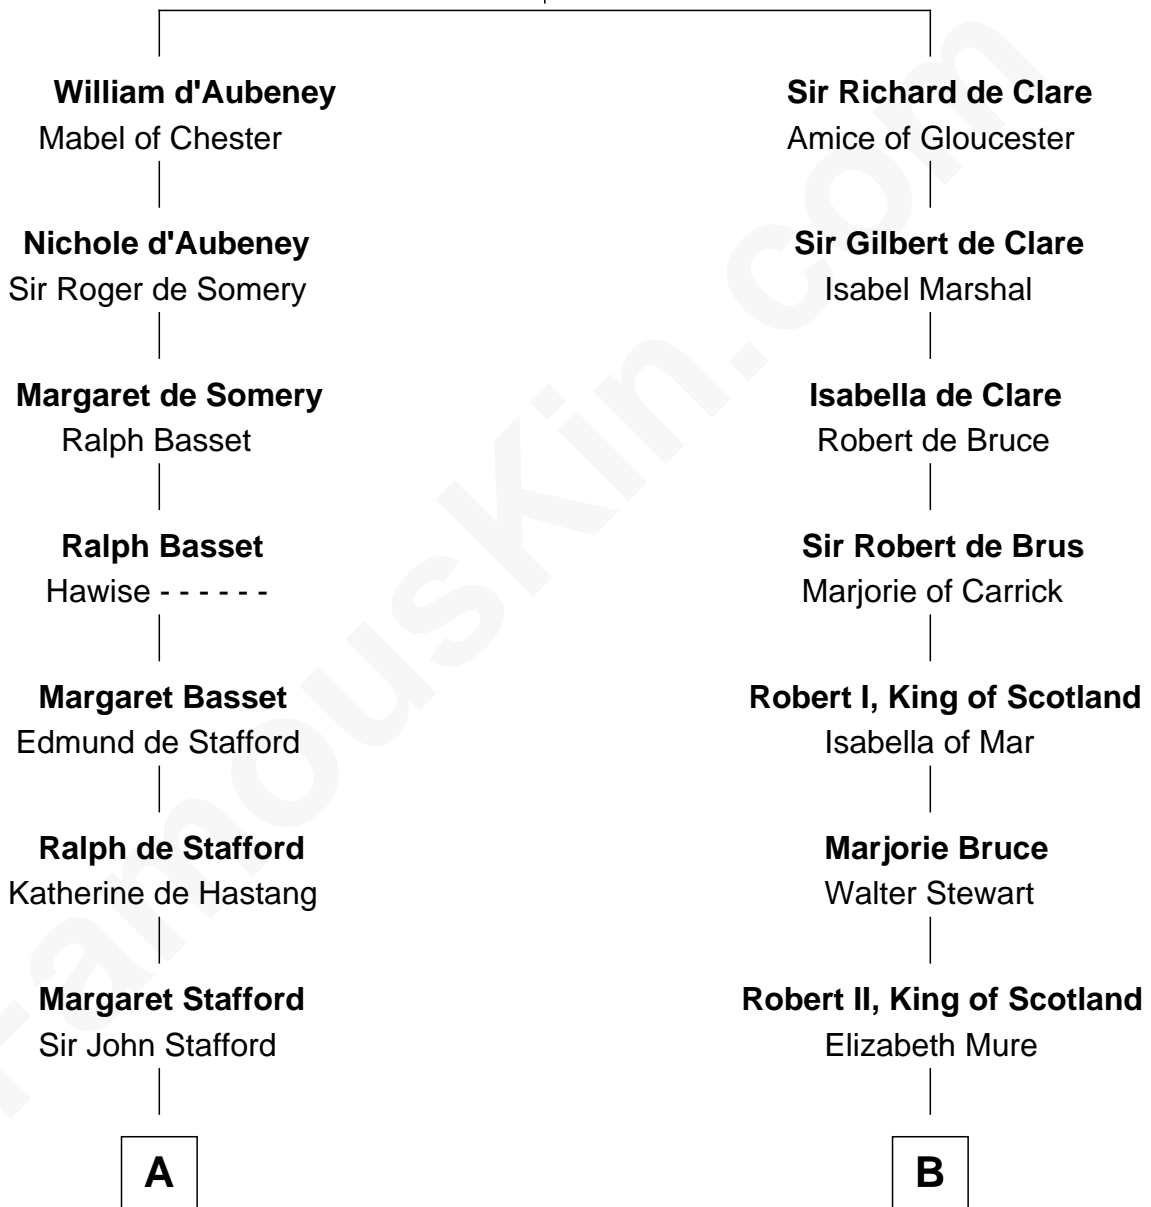 William d'Aubeney
Mabel of Chester
Nichole d'Aubeney
Sir Roger de Somery
Margaret de Somery
Ralph Basset
Ralph Basset
Hawise - - - - - -
Margaret Basset
Edmund de Stafford
Ralph de Stafford
Katherine de Hastang
Margaret Stafford
Sir John Stafford
A
Sir Richard de Clare
Amice of Gloucester
Sir Gilbert de Clare
Isabel Marshal
Isabella de Clare
Robert de Bruce
Sir Robert de Brus
Marjorie of Carrick
Robert I, King of Scotland
Isabella of Mar
Marjorie Bruce
Walter Stewart
Robert II, King of Scotland
Elizabeth Mure
B
FamousKin.com